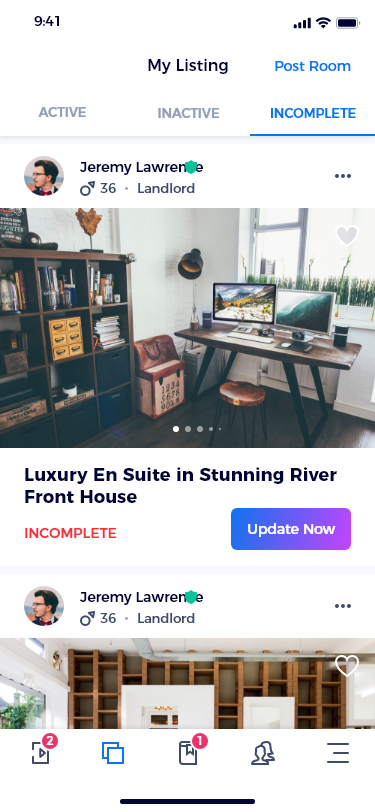 9:41
My Listing
Post Room
ACTIVE
INACTIVE
INCOMPLETE
Jeremy Lawrence
36 • Landlord
Luxury En Suite in Stunning River
Front House
INCOMPLETE
Update Now
Jeremy Lawrence
36 • Landlord
2
1